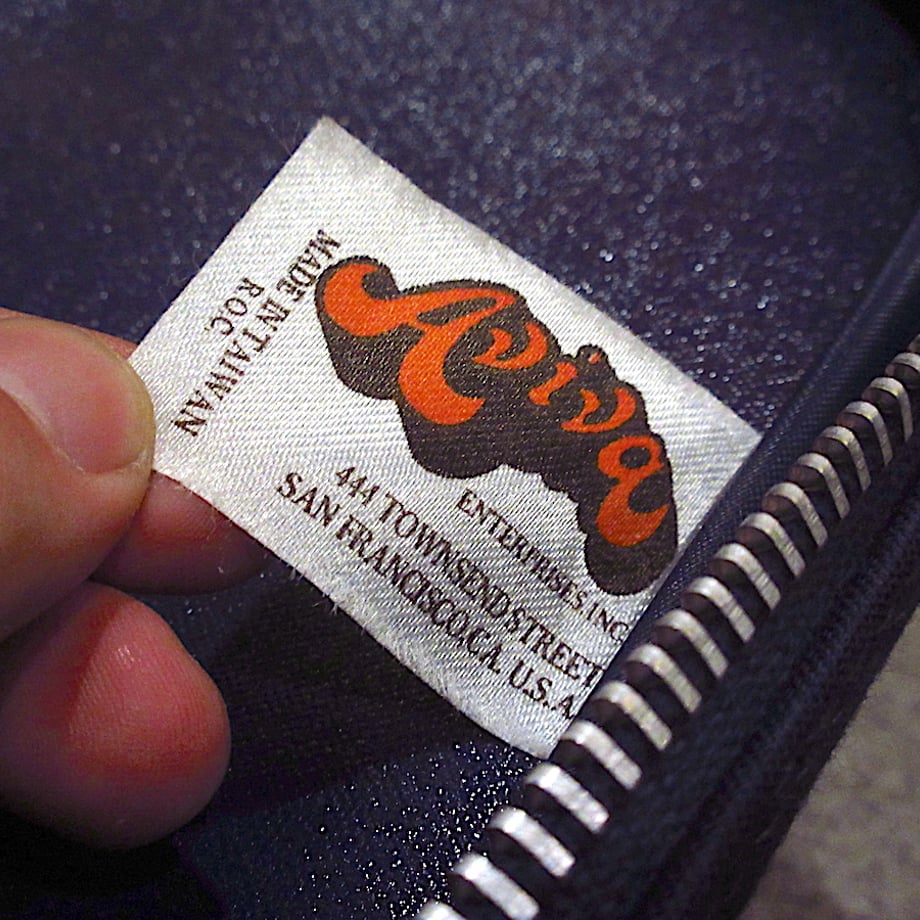 MADE IN TAIWAN
R.O.C.
Aviva
ENTERPRISES INC.
444 TOWNSEND STREET
SAN FRANCISCO, CA. U.S.A.